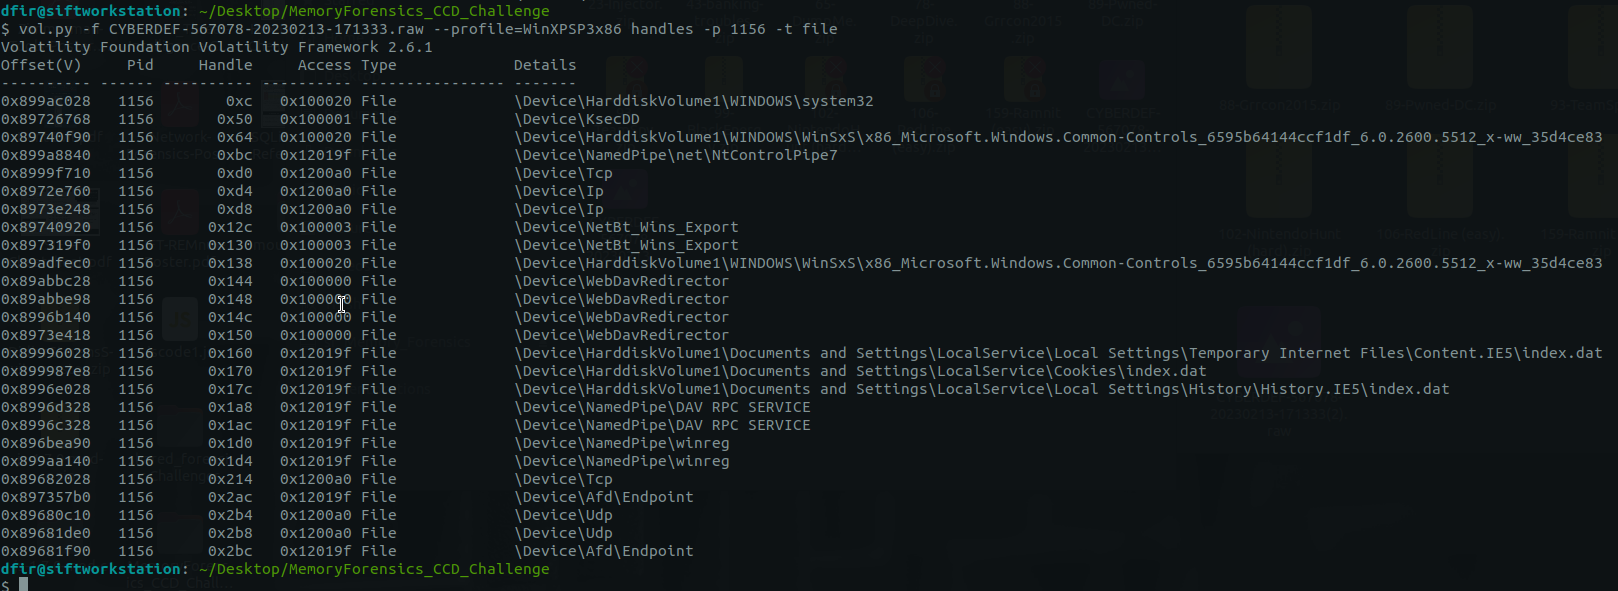 dfir@siftworkstation: ~/Desktop/MemoryForensics_CCD_Challenge
$ vol.py -f CYBERDEF-567078-20230213-171333.raw --profile=WinXPSP3x86 handles -p 1156 -t file
Volatility Foundation Volatility Framework 2.6.1
Offset(V)     Pid     Handle     Access Type             Details
---------- ------ ---------- ---------- ---------------- -------
0x899ac028   1156        0xc   0x100020 File             \Device\HarddiskVolume1\WINDOWS\system32
0x89726768   1156       0x50   0x100001 File             \Device\KsecDD
0x89740f90   1156       0x64   0x100020 File             \Device\HarddiskVolume1\WINDOWS\WinSxS\x86_Microsoft.Windows.Common-Controls_6595b64144ccf1df_6.0.2600.5512_x-ww_35d4ce83
0x899a8840   1156       0xbc   0x12019f File             \Device\NamedPipe\net\NtControlPipe7
0x8999f710   1156       0xd0   0x1200a0 File             \Device\Tcp
0x8972e760   1156       0xd4   0x1200a0 File             \Device\Ip
0x8973e248   1156       0xd8   0x1200a0 File             \Device\Ip
0x89740920   1156      0x12c   0x100003 File             \Device\NetBt_Wins_Export
0x897319f0   1156      0x130   0x100003 File             \Device\NetBt_Wins_Export
0x89adfec0   1156      0x138   0x100020 File             \Device\HarddiskVolume1\WINDOWS\WinSxS\x86_Microsoft.Windows.Common-Controls_6595b64144ccf1df_6.0.2600.5512_x-ww_35d4ce83
0x89abbc28   1156      0x144   0x100000 File             \Device\WebDavRedirector
0x89abbe98   1156      0x148   0x100000 File             \Device\WebDavRedirector
0x8996b140   1156      0x14c   0x100000 File             \Device\WebDavRedirector
0x8973e418   1156      0x150   0x100000 File             \Device\WebDavRedirector
0x89996028   1156      0x160   0x12019f File             \Device\HarddiskVolume1\Documents and Settings\LocalService\Local Settings\Temporary Internet Files\Content.IE5\index.dat
0x899987e8   1156      0x170   0x12019f File             \Device\HarddiskVolume1\Documents and Settings\LocalService\Cookies\index.dat
0x8996e028   1156      0x17c   0x12019f File             \Device\HarddiskVolume1\Documents and Settings\LocalService\Local Settings\History\History.IE5\index.dat
0x8996d328   1156      0x1a8   0x12019f File             \Device\NamedPipe\DAV RPC SERVICE
0x8996c328   1156      0x1ac   0x12019f File             \Device\NamedPipe\DAV RPC SERVICE
0x896bea90   1156      0x1d0   0x12019f File             \Device\NamedPipe\winreg
0x899aa140   1156      0x1d4   0x12019f File             \Device\NamedPipe\winreg
0x89682028   1156      0x214   0x1200a0 File             \Device\Tcp
0x897357b0   1156      0x2ac   0x12019f File             \Device\Afd\Endpoint
0x89680c10   1156      0x2b4   0x1200a0 File             \Device\Udp
0x89681de0   1156      0x2b8   0x1200a0 File             \Device\Udp
0x89681f90   1156      0x2bc   0x12019f File             \Device\Afd\Endpoint
dfir@siftworkstation: ~/Desktop/MemoryForensics_CCD_Challenge
$